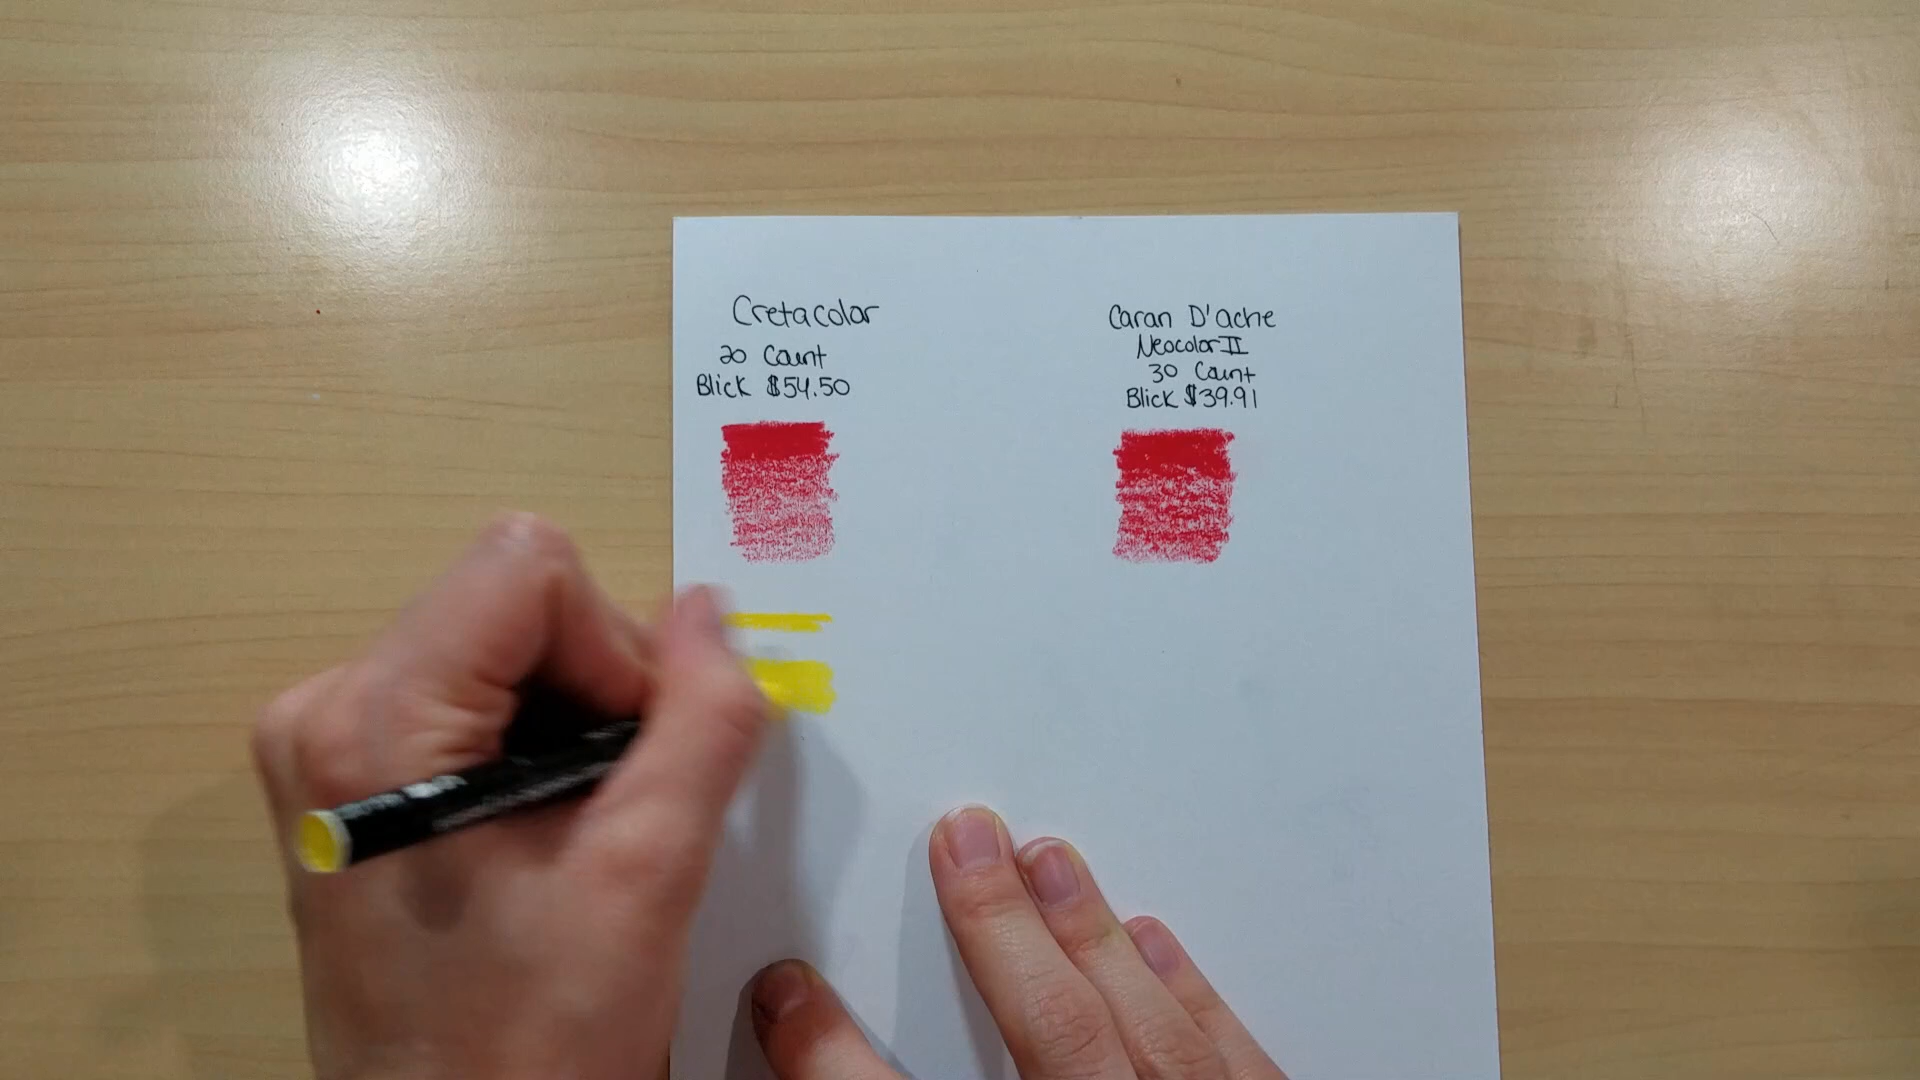 Cretacolor
20 Count
Blick $54.50
Caran D'ache
Neocolor II
30 Count
Blick $39.91